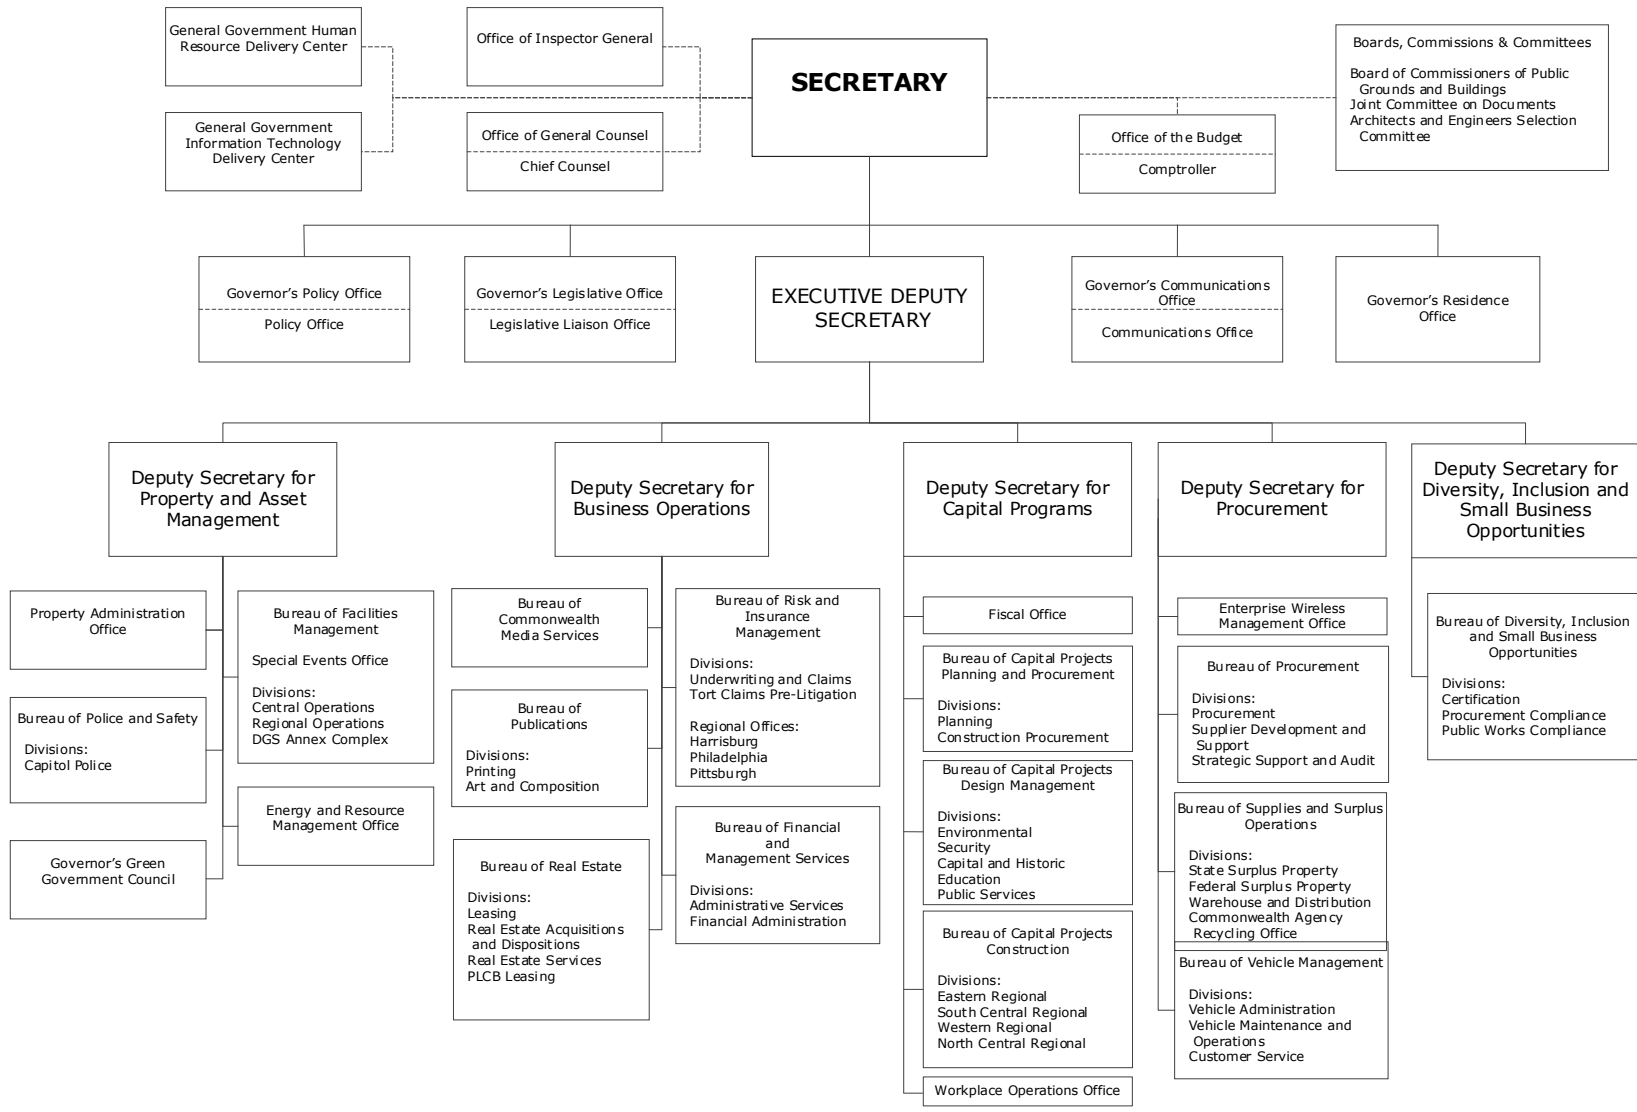 General Government Human
Resource Delivery Center
Office of Inspector General
SECRETARY
Boards, Commissions & Committees
Board of Commissioners of Public
Grounds and Buildings
Joint Committee on Documents
Architects and Engineers Selection
Committee
General Government
Information Technology
Delivery Center
Office of General Counsel
Chief Counsel
Office of the Budget
Comptroller
Governor's Policy Office
Policy Office
Governor's Legislative Office
Legislative Liaison Office
EXECUTIVE DEPUTY
SECRETARY
Governor's Communications
Office
Communications Office
Governor's Residence
Office
Deputy Secretary for
Property and Asset
Management
Deputy Secretary for
Business Operations
Deputy Secretary for
Capital Programs
Deputy Secretary for
Procurement
Deputy Secretary for
Diversity, Inclusion and
Small Business
Opportunities
Property Administration
Office
Bureau of Police and Safety
Divisions:
Capitol Police
Governor's Green
Government Council
Bureau of Facilities
Management
Special Events Office
Divisions:
Central Operations
Regional Operations
DGS Annex Complex
Energy and Resource
Management Office
Bureau of
Commonwealth
Media Services
Bureau of
Publications
Divisions:
Printing
Art and Composition
Bureau of Real Estate
Divisions:
Leasing
Real Estate Acquisitions
and Dispositions
Real Estate Services
PLCB Leasing
Bureau of Risk and
Insurance
Management
Divisions:
Underwriting and Claims
Tort Claims Pre-Litigation
Regional Offices:
Harrisburg
Philadelphia
Pittsburgh
Bureau of Financial
and
Management Services
Divisions:
Administrative Services
Financial Administration
Fiscal Office
Bureau of Capital Projects
Planning and Procurement
Divisions:
Planning
Construction Procurement
Bureau of Capital Projects
Design Management
Divisions:
Environmental
Security
Capital and Historic
Education
Public Services
Bureau of Capital Projects
Construction
Divisions:
Eastern Regional
South Central Regional
Western Regional
North Central Regional
Workplace Operations Office
Enterprise Wireless
Management Office
Bureau of Procurement
Divisions:
Procurement
Supplier Development and
Support
Strategic Support and Audit
Bureau of Supplies and Surplus
Operations
Divisions:
State Surplus Property
Federal Surplus Property
Warehouse and Distribution
Commonwealth Agency
Recycling Office
Bureau of Vehicle Management
Divisions:
Vehicle Administration
Vehicle Maintenance and
Operations
Customer Service
Bureau of Diversity, Inclusion
and Small Business
Opportunities
Divisions:
Certification
Procurement Compliance
Public Works Compliance